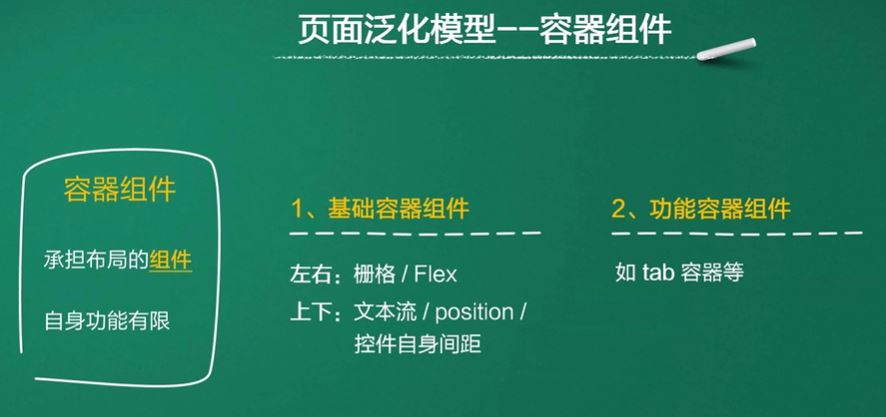 页面泛化模型--容器组件
容器组件
承担布局的组件
自身功能有限
1、基础容器组件
左右：栅格 / Flex
上下：文本流 / position /
控件自身间距
2、功能容器组件
如 tab 容器等